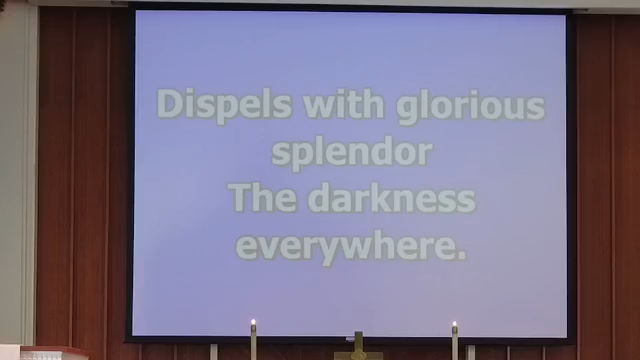 Dispels with glorious
splendor
The darkness
everywhere.